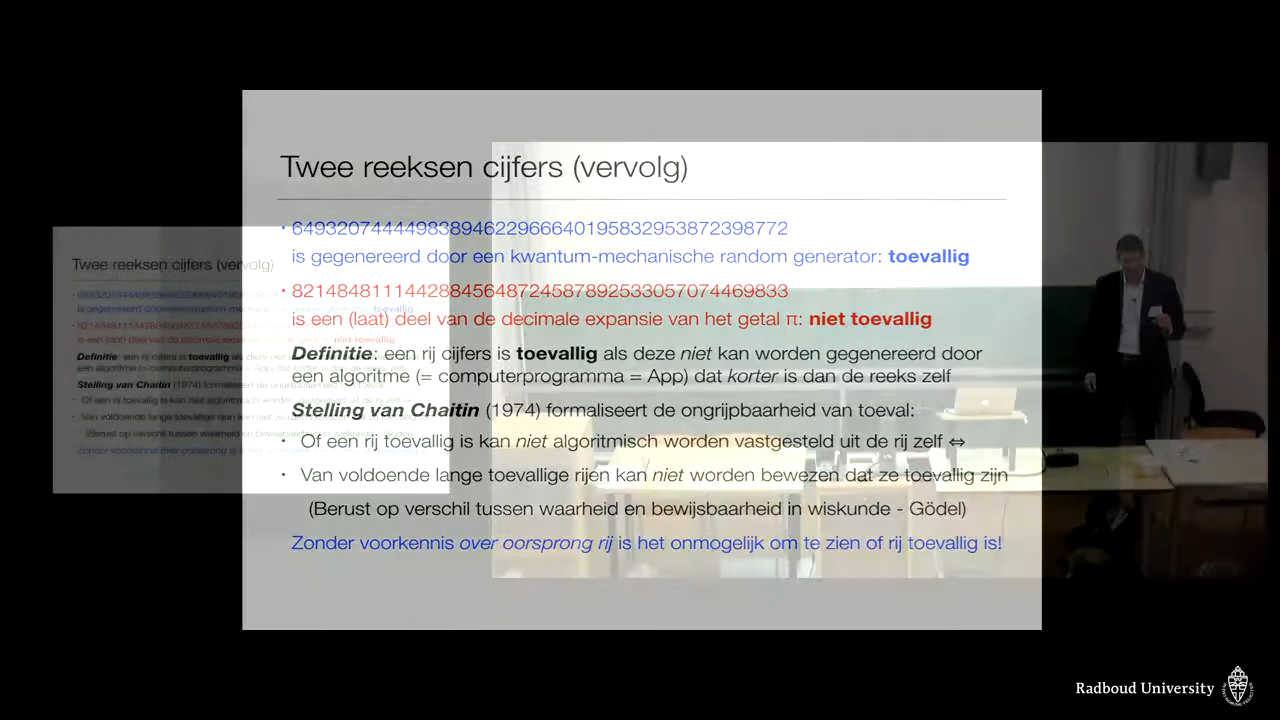 Twee reeksen cijfers (vervolg)
• 6493207444498389462296664019583295387239877​2
is gegenereerd door een kwantum-mechanische random generator: toevallig
• 8214848111442884564872458789253305707446983​3
is een (laat) deel van de decimale expansie van het getal π: niet toevallig
Definitie: een rij cijfers is toevallig als deze niet kan worden gegenereerd door
een algoritme (= computerprogramma = App) dat korter is dan de reeks zelf
Stelling van Chaitin (1974) formaliseert de ongrijpbaarheid van toeval:
• Of een rij toevallig is kan niet algoritmisch worden vastgesteld uit de rij zelf ⇔
• Van voldoende lange toevallige rijen kan niet worden bewezen dat ze toevallig zijn
(Berust op verschil tussen waarheid en bewijsbaarheid in wiskunde - Gödel)
Zonder voorkennis over oorsprong rij is het onmogelijk om te zien of rij toevallig is!
Twee reeksen cijfers (vervolg)
Radboud University